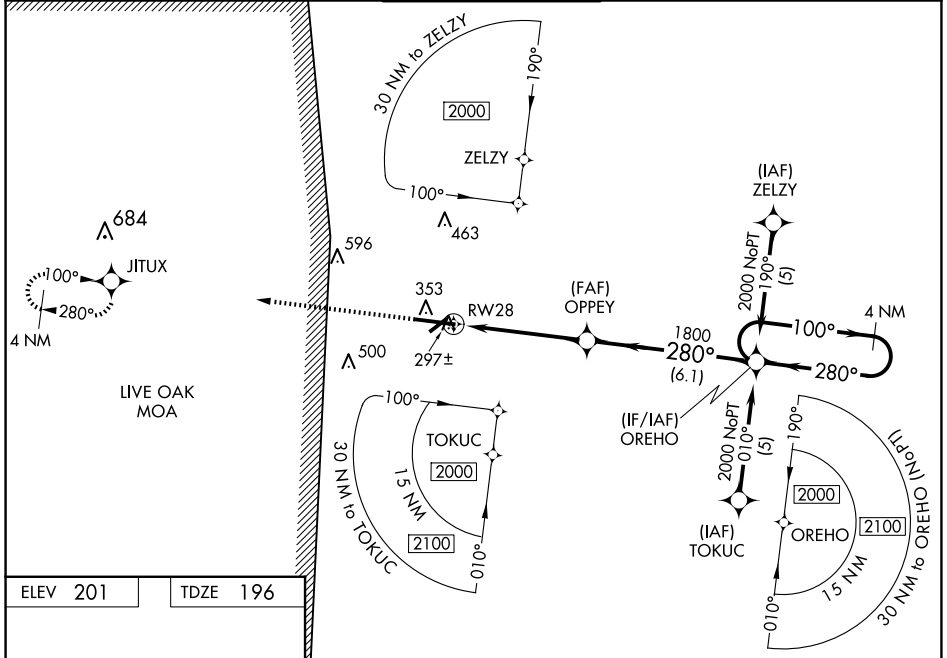 30 NM to ZELZY
190°
2000
ZELZY
100°
463
(IAF)
ZELZY
2000 NoPT
190°
(5)
684
JITUX
100°
280°
4 NM
596
353
RW28
297±
500
(FAF)
OPPEY
1800
280°
(6.1)
100°
4 NM
280°
(IF/IAF)
OREHO
LIVE OAK
MOA
100°
TOKUC
2000
15 NM
2100
30 NM to TOKUC
010°
2000 NoPT
010°
(5)
(IAF)
TOKUC
190°
2000
OREHO
2100
15 NM
30 NM to OREHO (NoPT)
010°
ELEV 201
TDZE 196